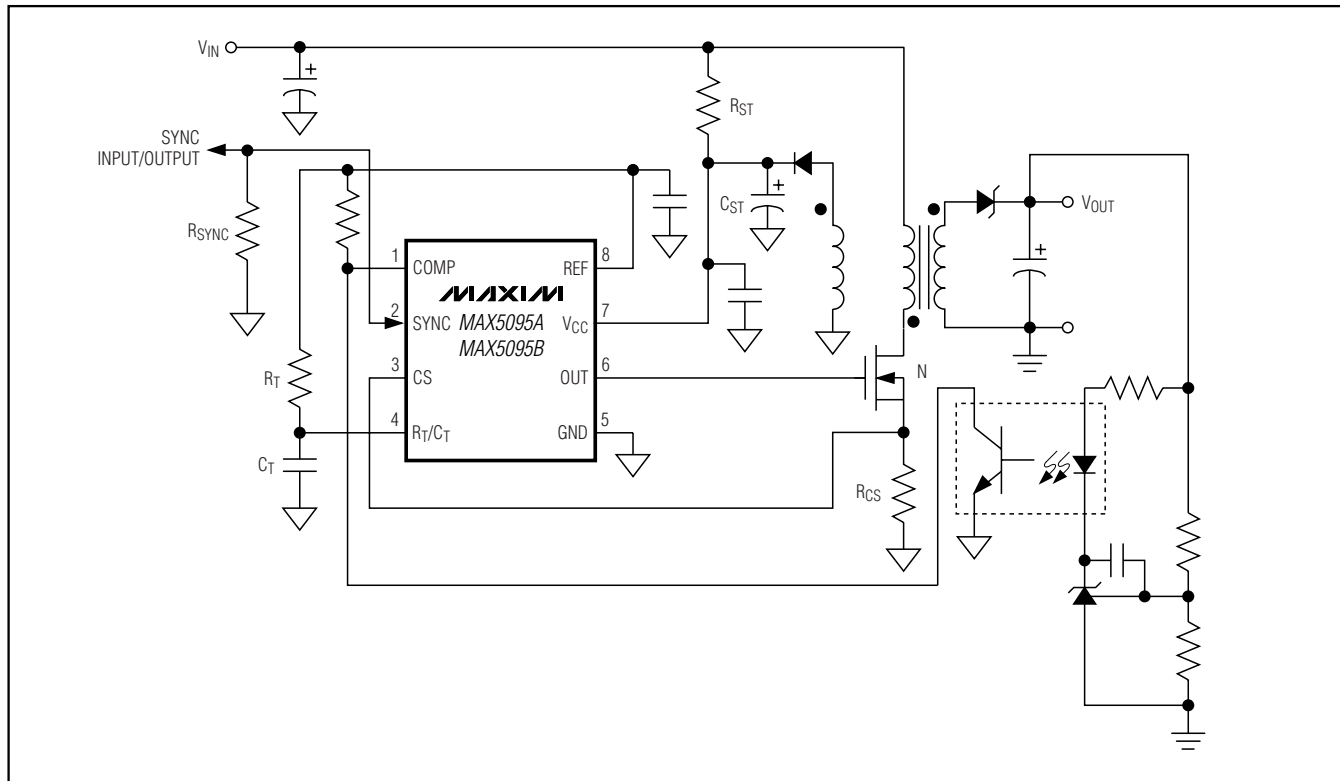 VIN
+
RST
SYNC
INPUT/OUTPUT
+
CST
VOUT
RSYNC
+
1
COMP
REF
8
MAXIM
2
SYNC
MAX5095A
VCC
7
MAX5095B
RT
3
CS
OUT
6
N
4
RT/CT
GND
5
CT
RCS